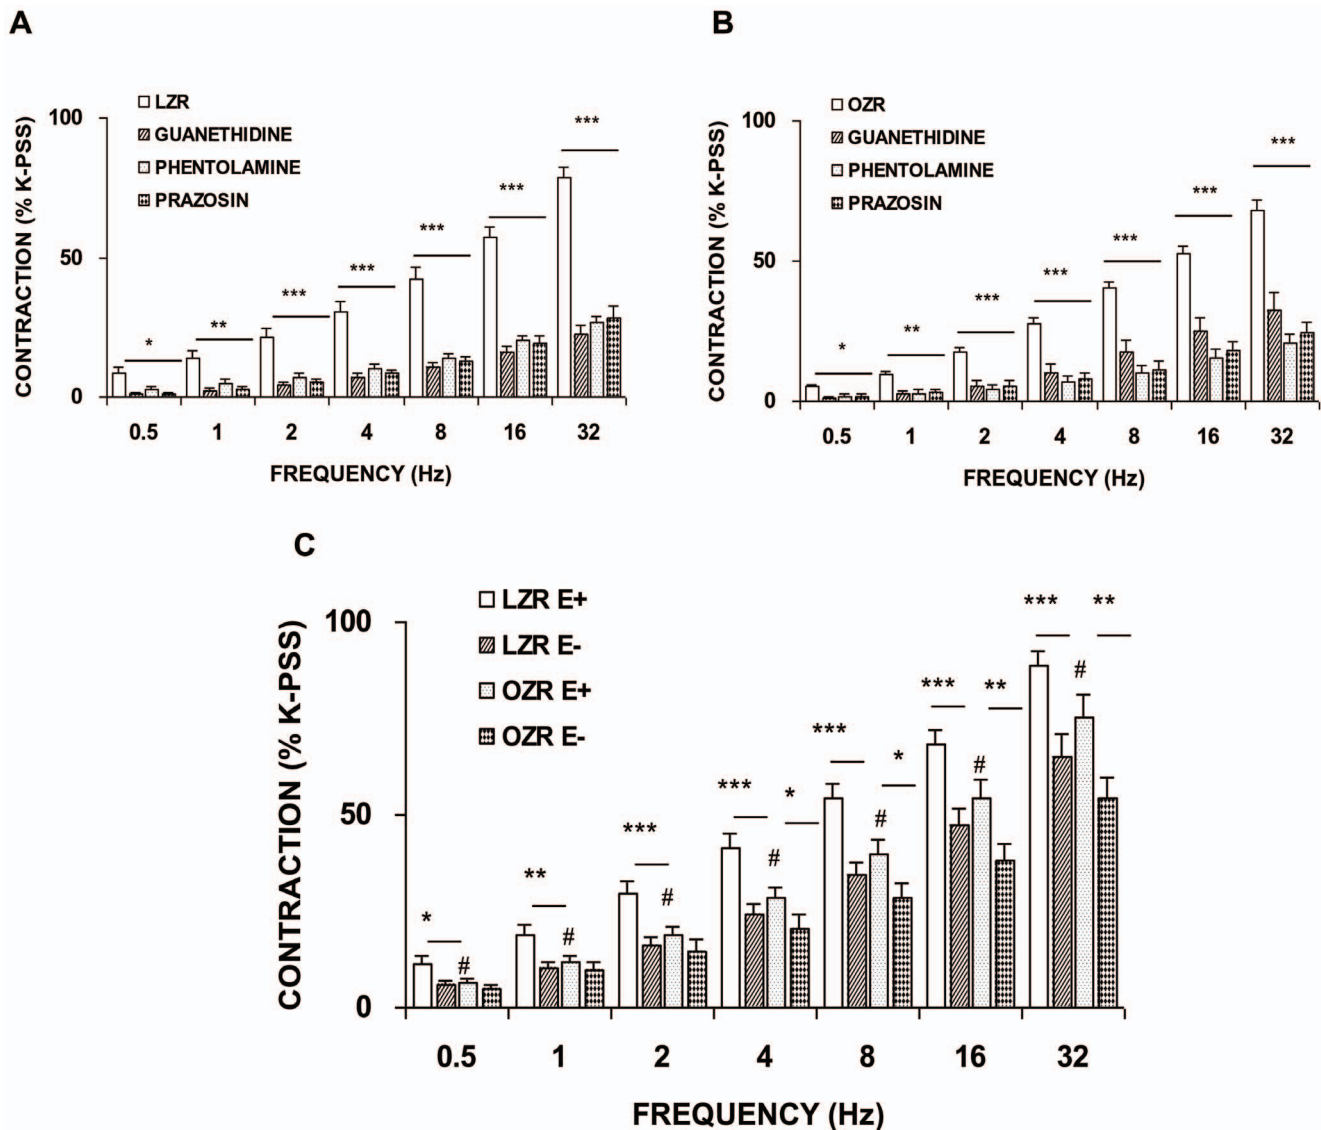 A
LZR
GUANETHIDINE
PHENTOLAMINE
PRAZOSIN
CONTRACTION (% K-PSS)
100
50
0
* ** *** *** *** *** ***
0.5 1 2 4 8 16 32
FREQUENCY (Hz)
B
OZR
GUANETHIDINE
PHENTOLAMINE
PRAZOSIN
CONTRACTION (% K-PSS)
100
50
0
* ** *** *** *** *** ***
0.5 1 2 4 8 16 32
FREQUENCY (Hz)
C
LZR E+
LZR E-
OZR E+
OZR E-
CONTRACTION (% K-PSS)
100
50
0
* # ** # *** # *** # * *** # * *** # ** *** # **
0.5 1 2 4 8 16 32
FREQUENCY (Hz)